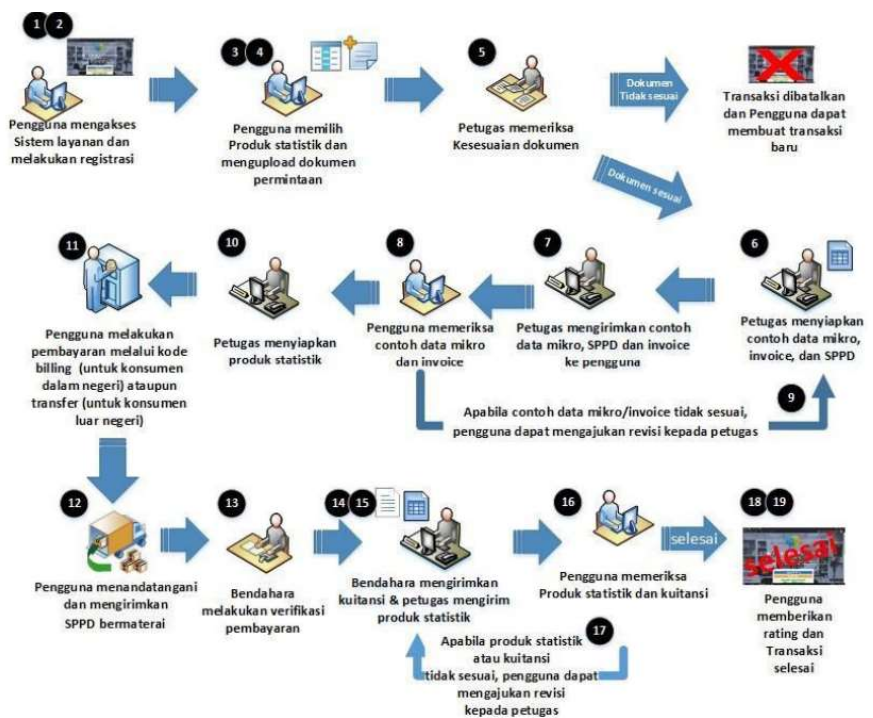 1 2
Pengguna mengakses
Sistem layanan dan
melakukan registrasi
3 4
Pengguna memilih
Produk statistik dan
mengupload dokumen
permintaan
5
Petugas memeriksa
Kesesuaian dokumen
Dokumen
Tidak sesuai
Transaksi dibatalkan
dan Pengguna dapat
membuat transaksi
baru
Dokumen sesuai
6
Petugas menyiapkan
contoh data mikro,
invoice, dan SPPD
7
Petugas mengirimkan contoh
data mikro, SPPD dan invoice
ke pengguna
8
Pengguna memeriksa
contoh data mikro
dan invoice
9
Apabila contoh data mikro/invoice tidak sesuai,
pengguna dapat mengajukan revisi kepada petugas
10
Petugas menyiapkan
produk statistik
11
Pengguna melakukan
pembayaran melalui kode
billing (untuk konsumen
dalam negeri) ataupun
transfer (untuk konsumen
luar negeri)
12
Pengguna menandatangani
dan mengirimkan
SPPD bermaterai
13
Bendahara
melakukan verifikasi
pembayaran
14 15
Bendahara mengirimkan
kuitansi & petugas mengirim
produk statistik
16
Pengguna memeriksa
Produk statistik dan kuitansi
17
Apabila produk statistik
atau kuitansi
tidak sesuai, pengguna dapat
mengajukan revisi
kepada petugas
selesai
18 19
selesai
Pengguna
memberikan
rating dan
Transaksi
selesai